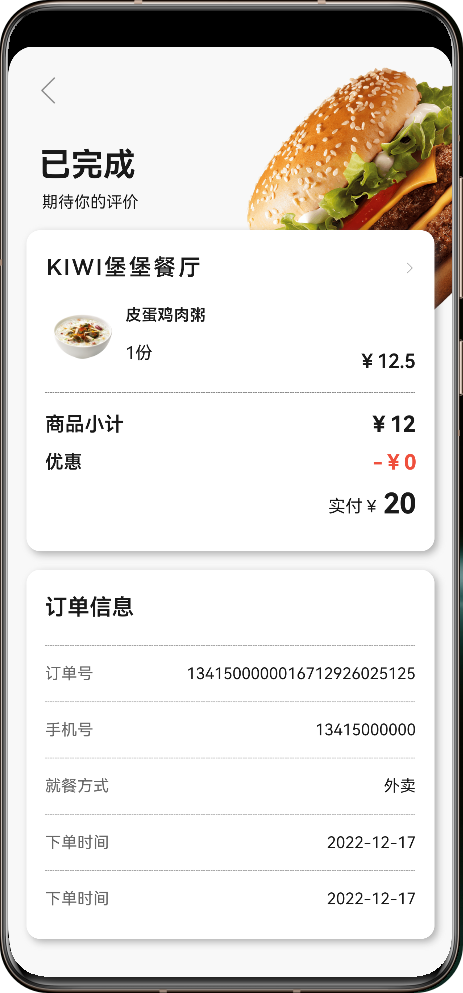 已完成
期待你的评价
KIWI堡堡餐厅
皮蛋鸡肉粥
1份
¥ 12.5
商品小计 ¥ 12
优惠 -¥ 0
实付 ¥ 20
订单信息
订单号 1341500000016712926025125
手机号 13415000000
就餐方式 外卖
下单时间 2022-12-17
下单时间 2022-12-17